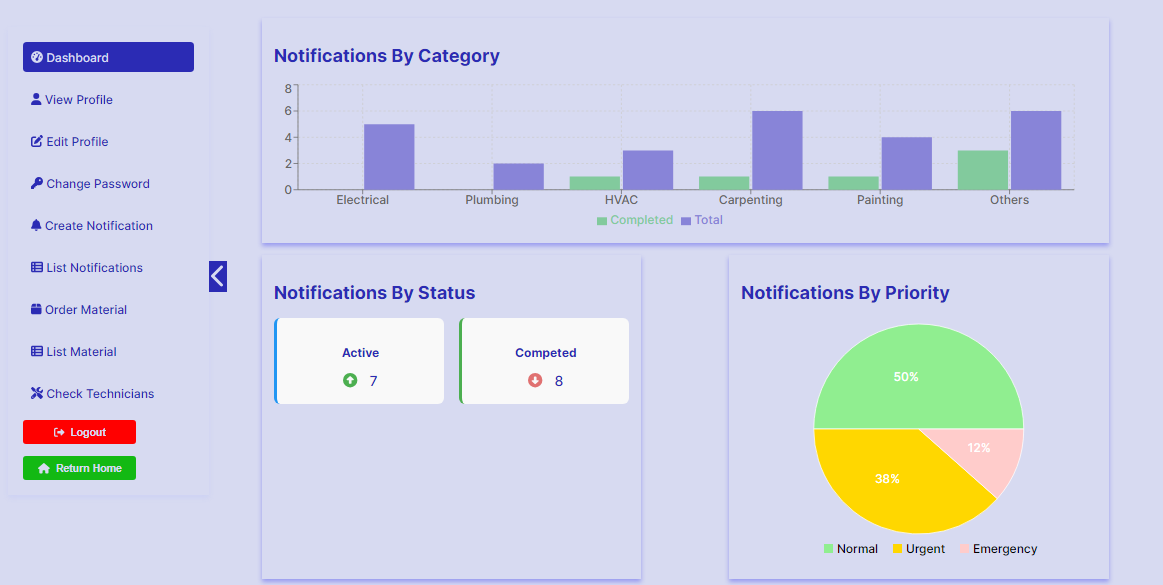 Dashboard
View Profile
Edit Profile
Change Password
Create Notification
List Notifications
Order Material
List Material
Check Technicians
Logout
Return Home
Notifications By Category
8
6
4
2
0
Electrical Plumbing HVAC Carpenting Painting Others
Completed Total
Notifications By Status
Active
7
Competed
8
Notifications By Priority
50%
12%
38%
Normal Urgent Emergency